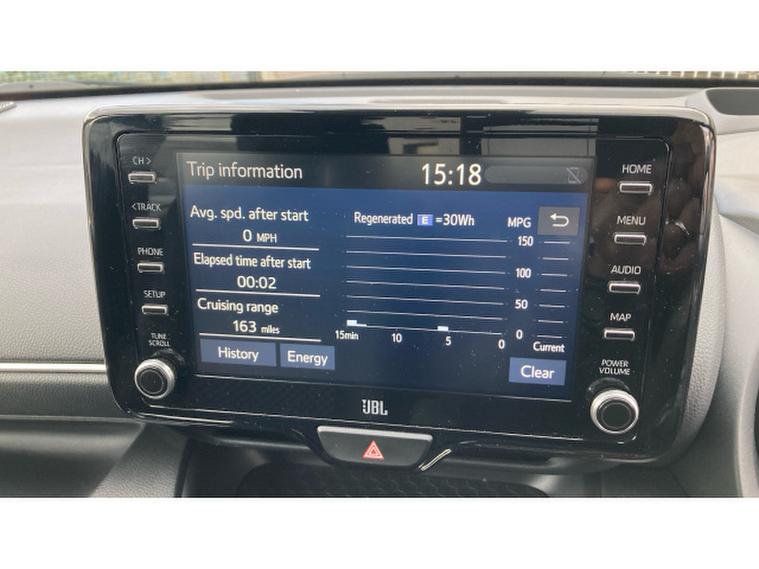 CH >
< TRACK
PHONE
SETUP
TUNE
SCROLL
Trip information
15:18
Avg. spd. after start
0 MPH
Elapsed time after start
00:02
Cruising range
163 miles
History
Energy
Regenerated E =30Wh
MPG
150
100
50
0
15min 10 5 0 Current
Clear
HOME
MENU
AUDIO
MAP
POWER
VOLUME
JBL